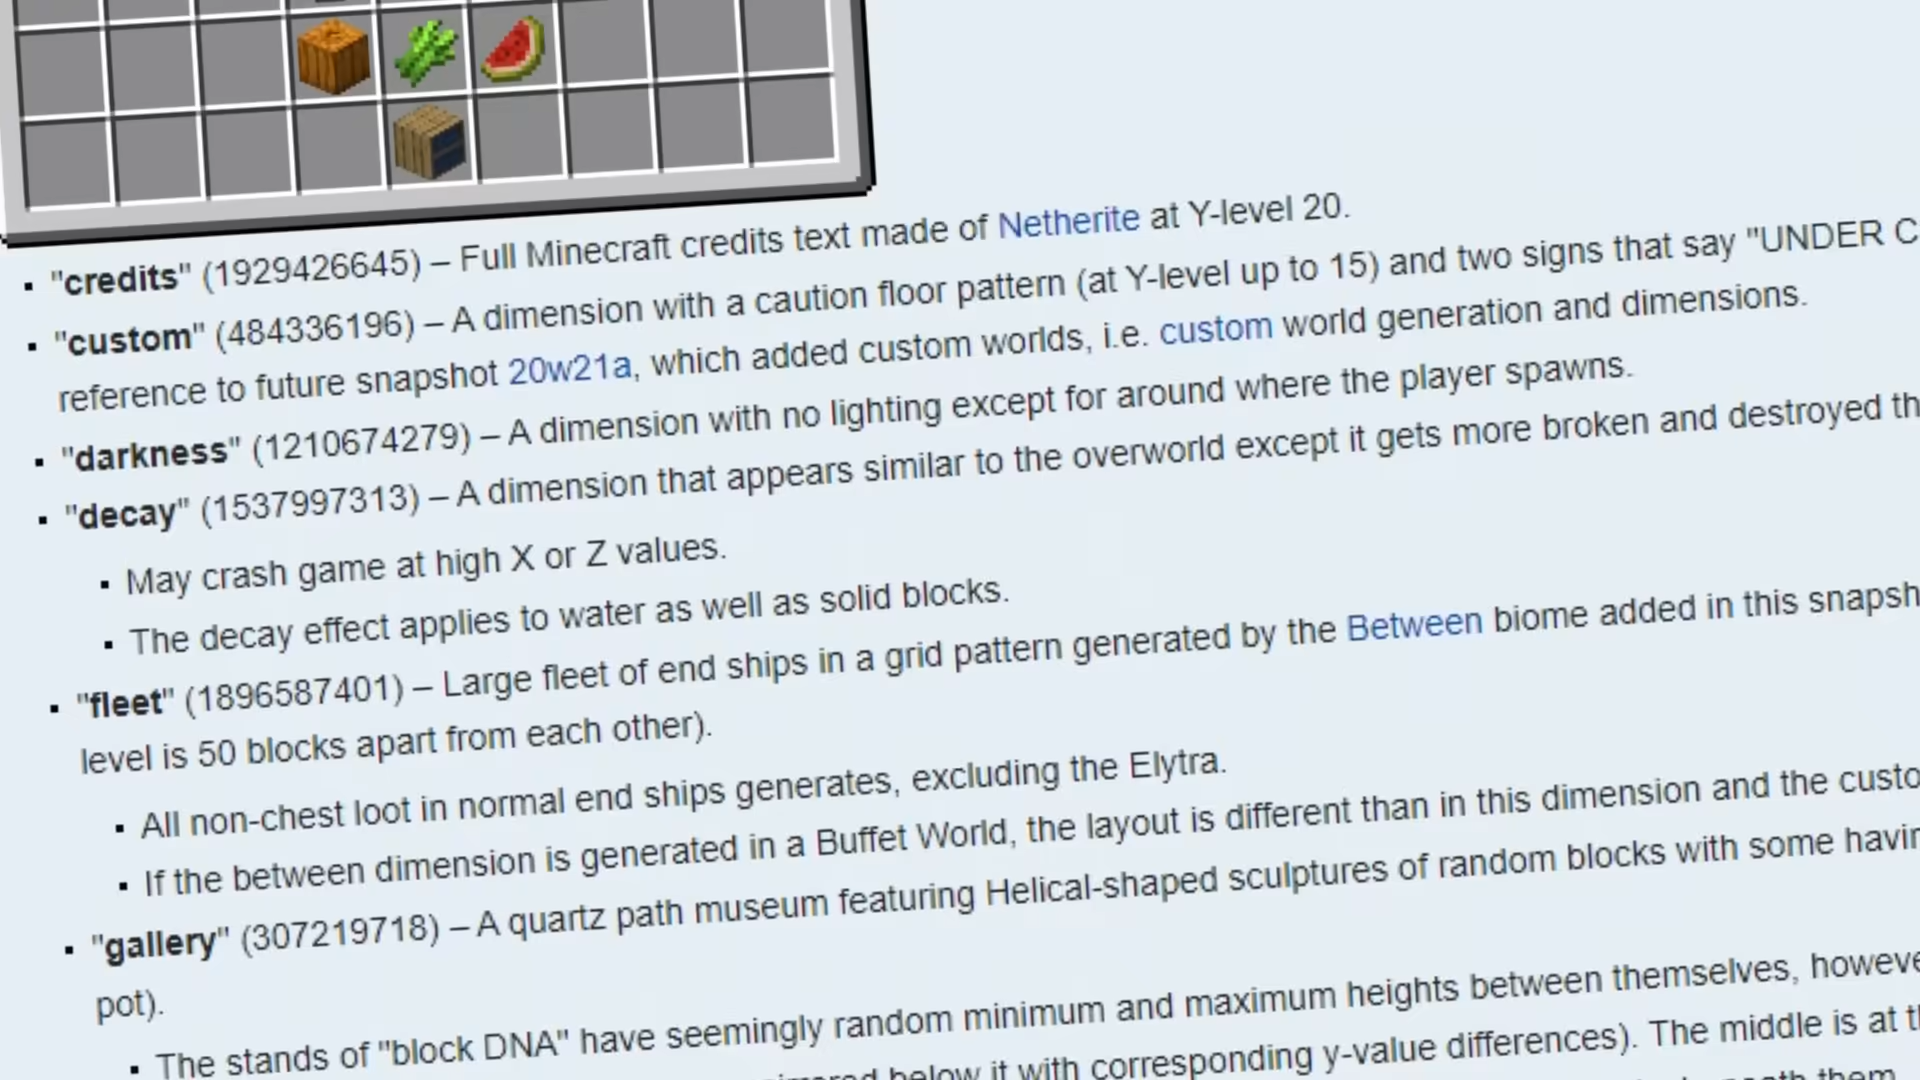 "credits" (1929426645) – Full Minecraft credits text made of Netherite at Y-level 20.
"custom" (484336196) – A dimension with a caution floor pattern (at Y-level up to 15) and two signs that say "UNDER C
reference to future snapshot 20w21a, which added custom worlds, i.e. custom world generation and dimensions.
"darkness" (1210674279) – A dimension with no lighting except for around where the player spawns.
"decay" (1537997313) – A dimension that appears similar to the overworld except it gets more broken and destroyed th
May crash game at high X or Z values.
The decay effect applies to water as well as solid blocks.
"fleet" (1896587401) – Large fleet of end ships in a grid pattern generated by the Between biome added in this snapsh
level is 50 blocks apart from each other).
All non-chest loot in normal end ships generates, excluding the Elytra.
If the between dimension is generated in a Buffet World, the layout is different than in this dimension and the custo
"gallery" (307219718) – A quartz path museum featuring Helical-shaped sculptures of random blocks with some havin
pot).
The stands of "block DNA" have seemingly random minimum and maximum heights between themselves, howeve
below it with corresponding y-value differences). The middle is at th
them